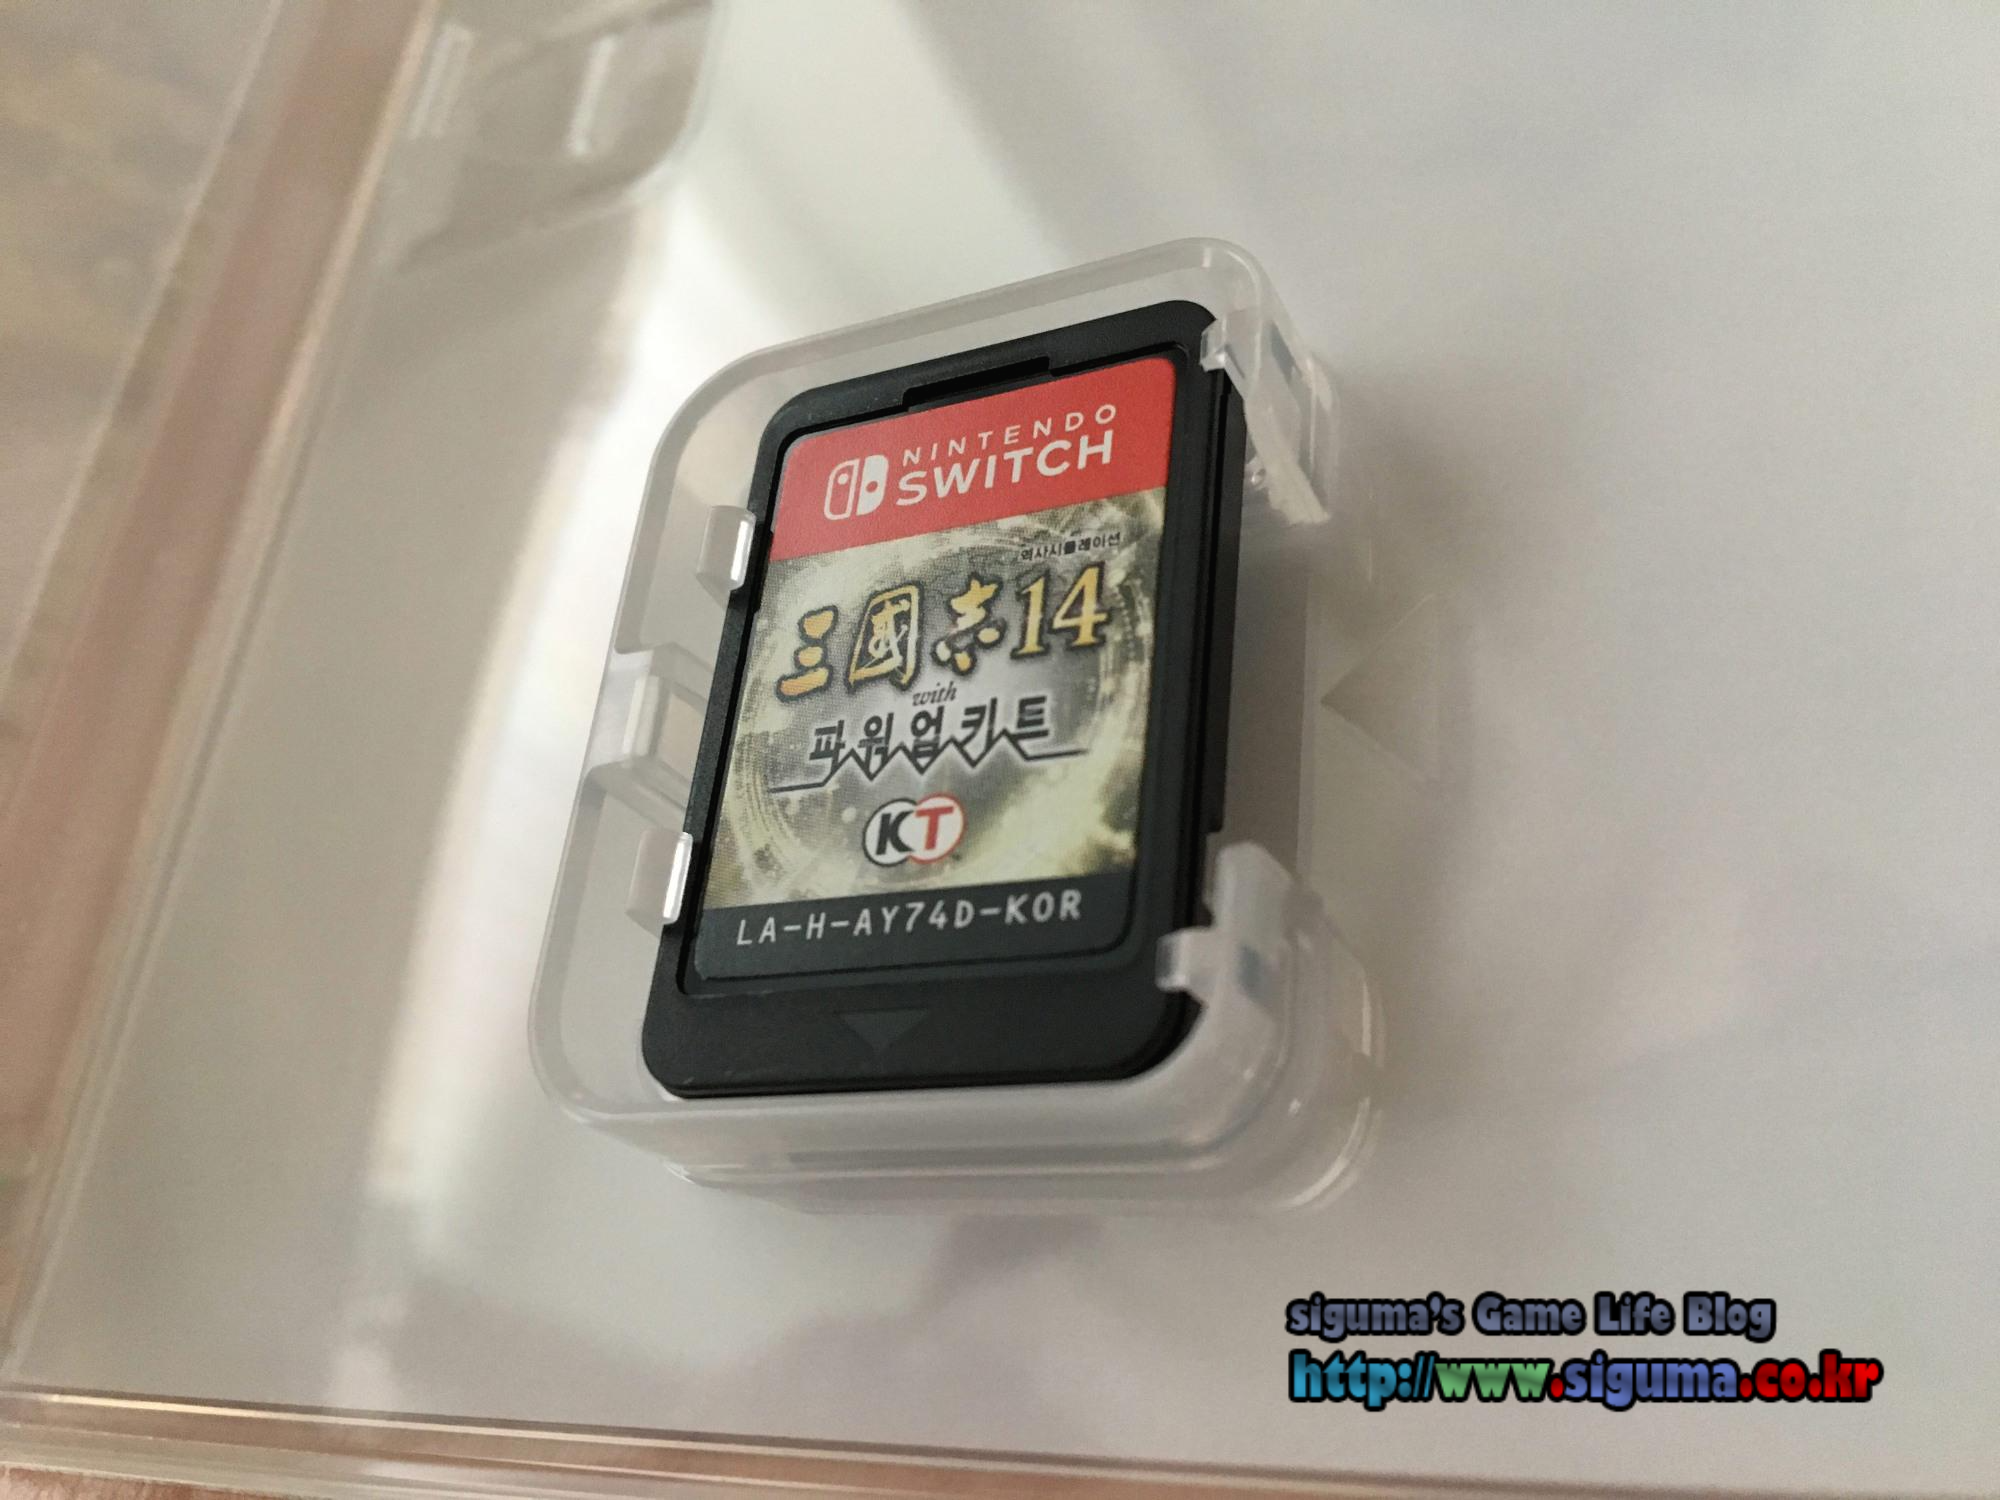 NINTENDO
SWITCH
역사시뮬레이션
三國志14
with
파워업키트
KT
LA-H-AY74D-KOR
siguma's Game Life Blog
http://www.siguma.co.kr